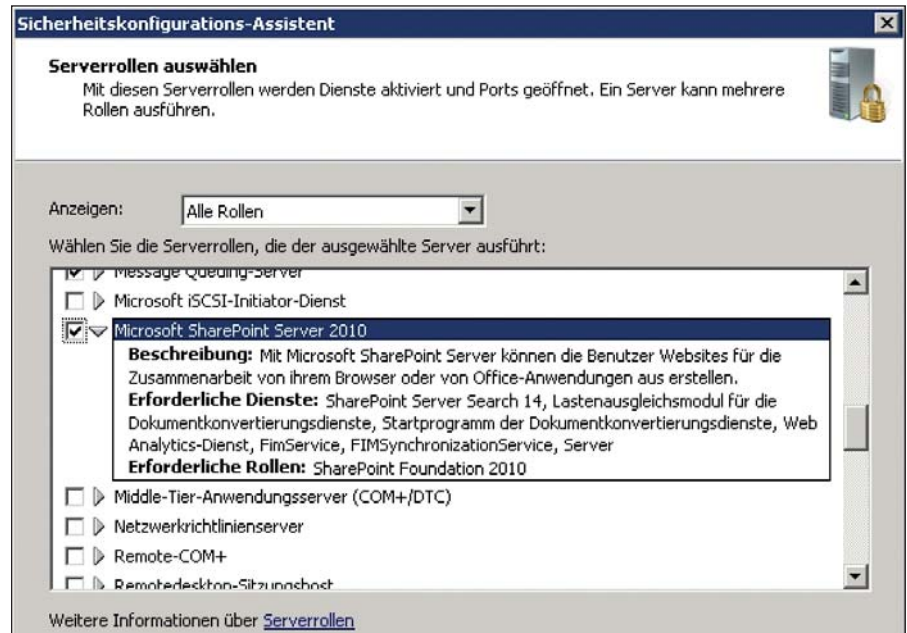 Sicherheitskonfigurations-Assistent
Serverrollen auswählen
Mit diesen Serverrollen werden Dienste aktiviert und Ports geöffnet. Ein Server kann mehrere
Rollen ausführen.
Anzeigen:
Alle Rollen
Wählen Sie die Serverrollen, die der ausgewählte Server ausführt:
Message Queuing-Server
Microsoft iSCSI-Initiator-Dienst
Microsoft SharePoint Server 2010
Beschreibung: Mit Microsoft SharePoint Server können die Benutzer Websites für die
Zusammenarbeit von ihrem Browser oder von Office-Anwendungen aus erstellen.
Erforderliche Dienste: SharePoint Server Search 14, Lastenausgleichsmodul für die
Dokumentkonvertierungsdienste, Startprogramm der Dokumentkonvertierungsdienste, Web
Analytics-Dienst, FimService, FIMSynchronizationService, Server
Erforderliche Rollen: SharePoint Foundation 2010
Middle-Tier-Anwendungsserver (COM+/DTC)
Netzwerkrichtlinienserver
Remote-COM+
Remotedesktop-Sitzungshost
Weitere Informationen über Serverrollen